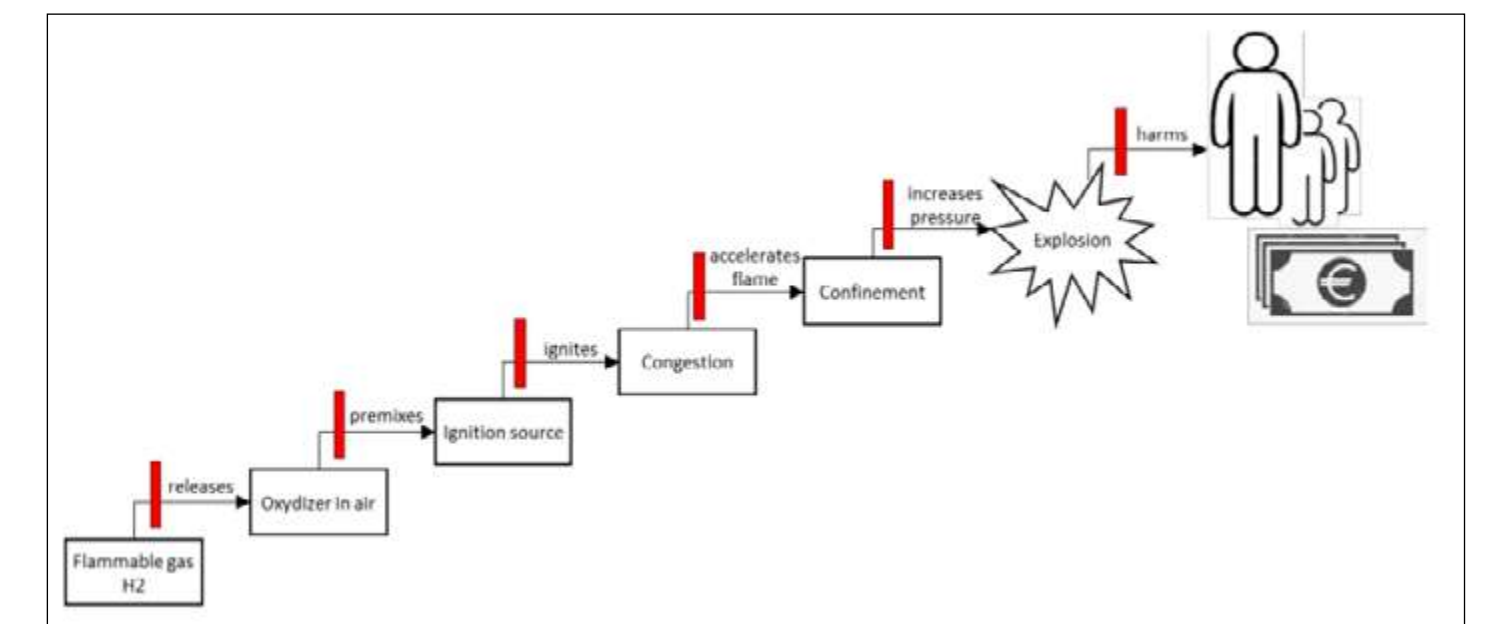 Flammable gas
H2
releases
Oxydizer in air
premixes
Ignition source
ignites
Congestion
accelerates
flame
Confinement
increases
pressure
Explosion
harms
€